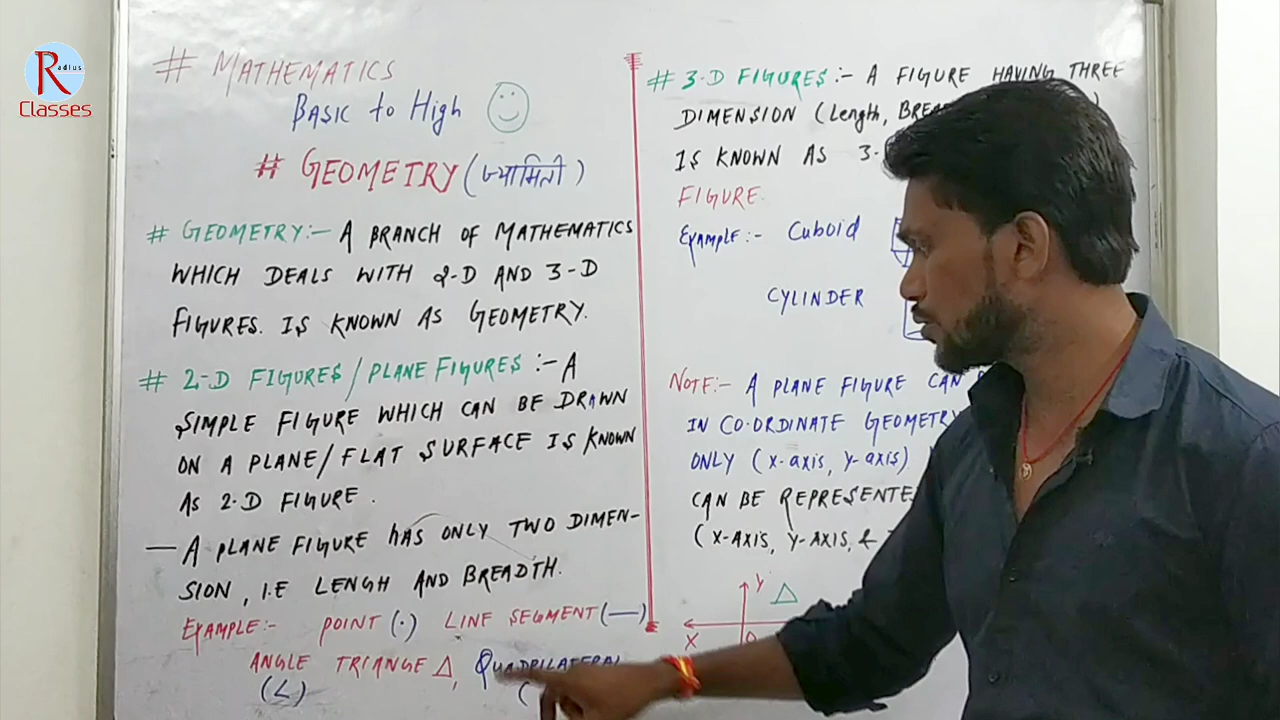 Radius
Classes
# MATHEMATICS
BASIC to High
# GEOMETRY (ज्यामिती)
# GEOMETRY:- A BRANCH OF MATHEMATICS
WHICH DEALS WITH 2-D AND 3-D
FIGURES. IS KNOWN AS GEOMETRY.
# 2-D FIGURES/PLANE FIGURES :- A
SIMPLE FIGURE WHICH CAN BE DRAWN
ON A PLANE/FLAT SURFACE IS KNOWN
AS 2-D FIGURE.
— A PLANE FIGURE HAS ONLY TWO DIMEN-
SION, I.E LENGH AND BREADTH.
EXAMPLE:- POINT (.) LINE SEGMENT (—)
ANGLE TRIANGE △, QUADRILATERAL
(∠) (
# 3-D FIGURES:- A FIGURE HAVING THREE
DIMENSION (Length, )
IS KNOWN AS 3-
FIGURE.
EXAMPLE:- Cuboid
CYLINDER
NOTE:- A PLANE FIGURE CAN
IN CO-ORDINATE GEOMETRY
ONLY (X-axis, Y-axis)
CAN BE
(X-AXIS, Y-AXIS, &
Y
X